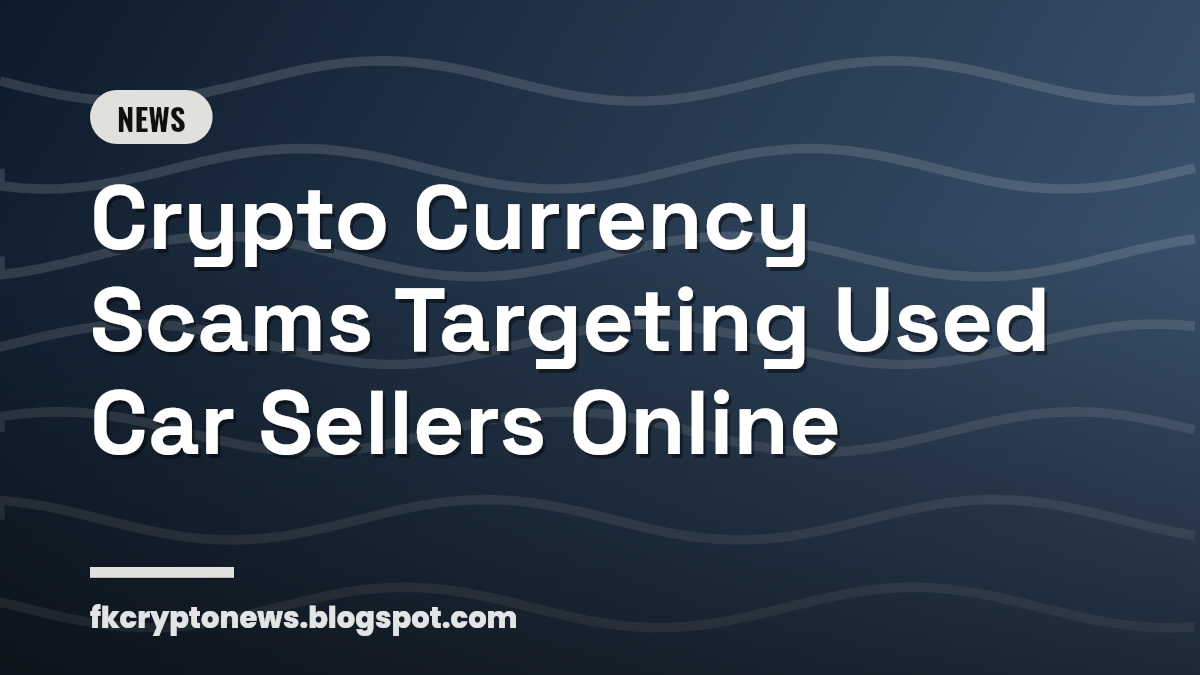 NEWS
Crypto Currency
Scams Targeting Used
Car Sellers Online
fkcryptonews.blogspot.com